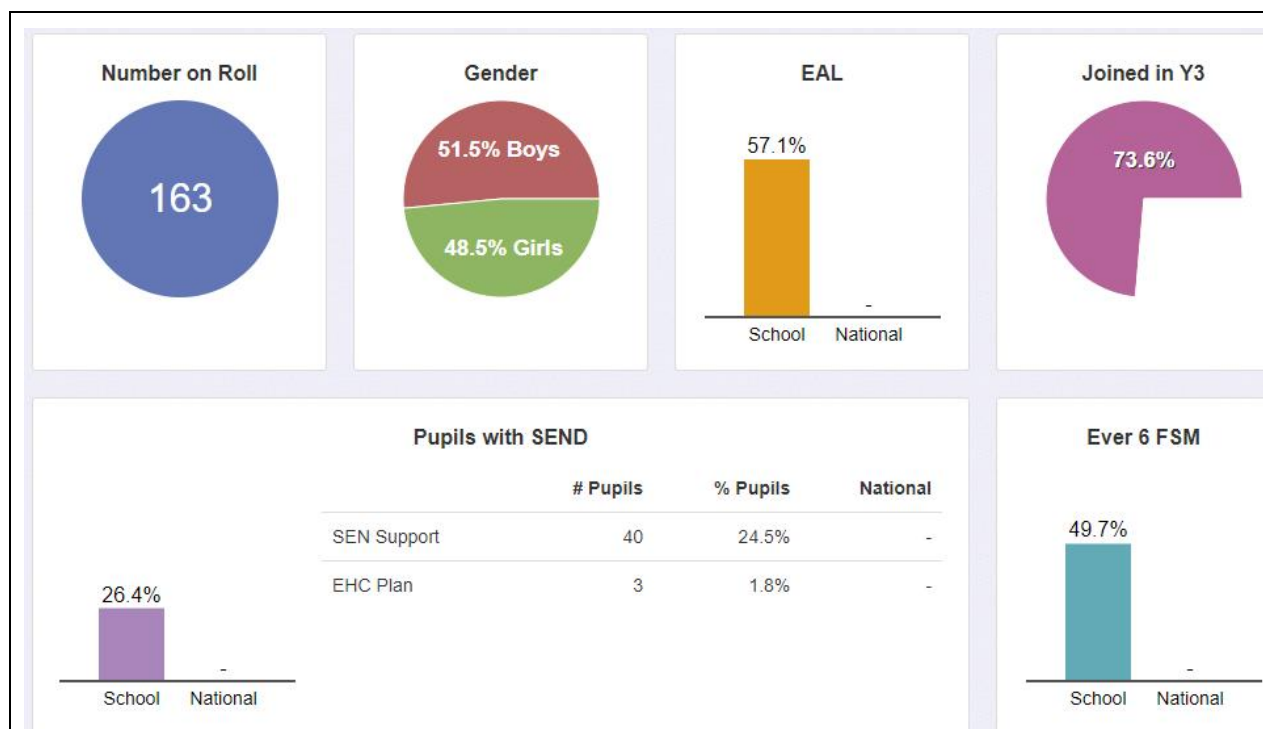 Number on Roll
163
Gender
51.5% Boys
48.5% Girls
EAL
57.1%
-
School National
Joined in Y3
73.6%
Pupils with SEND
# Pupils % Pupils National
SEN Support 40 24.5% -
EHC Plan 3 1.8% -
26.4%
-
School National
Ever 6 FSM
49.7%
-
School National